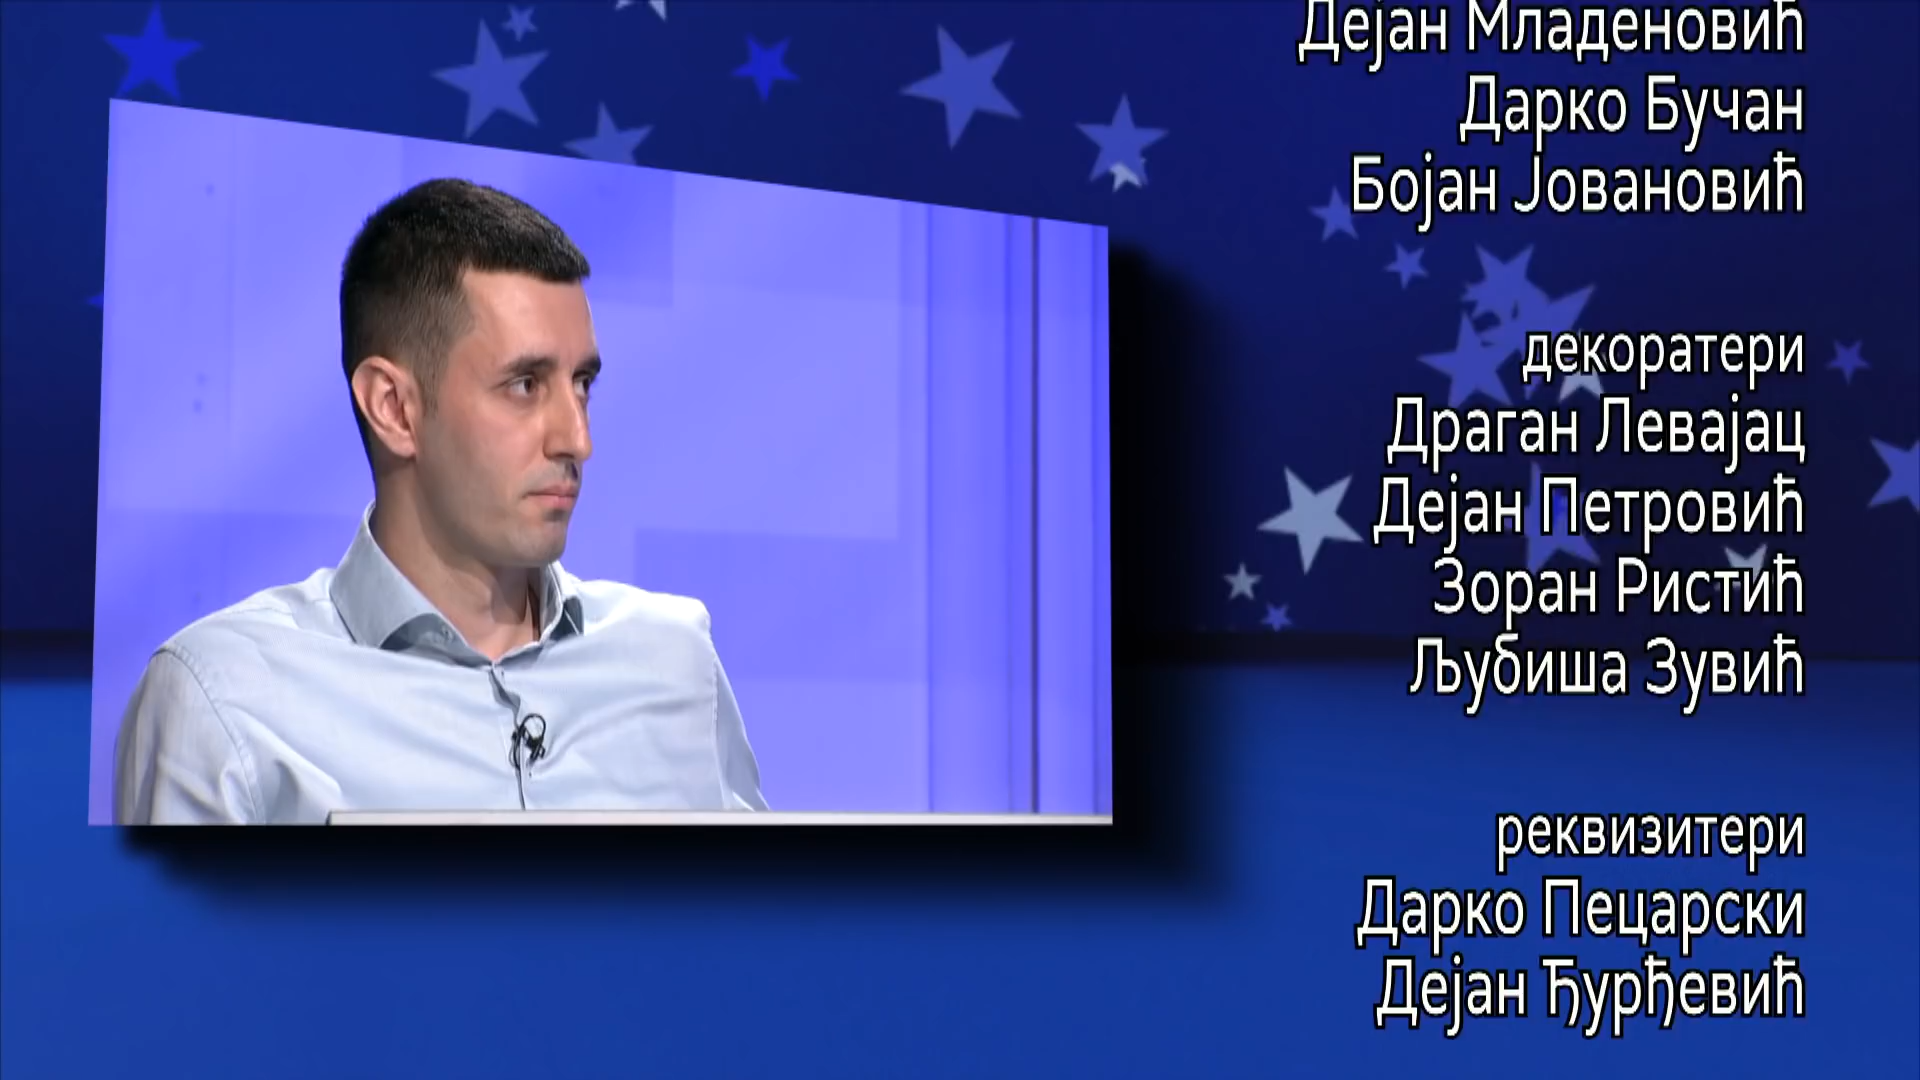 Дејан Младеновић
Дарко Бучан
Бојан Јовановић
декоратери
Драган Левајац
Дејан Петровић
Зоран Ристић
Љубиша Зувић
реквизитери
Дарко Пецарски
Дејан Ђурђевић